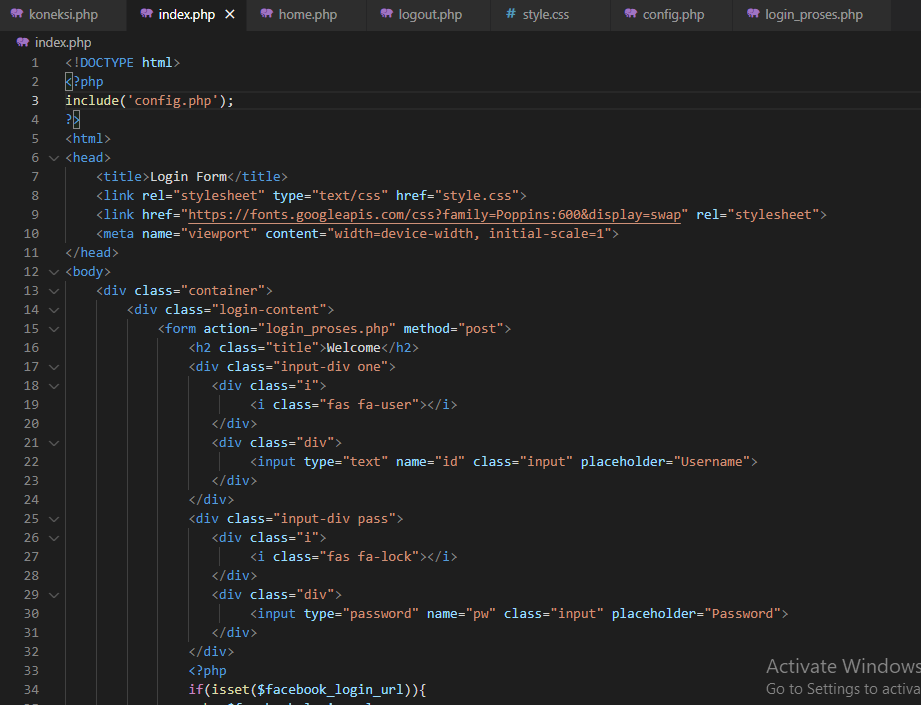 koneksi.php index.php × home.php logout.php # style.css config.php login_proses.php
index.php
1 <!DOCTYPE html>
2 <?php
3 include('config.php');
4 ?>
5 <html>
6 <head>
7 <title>Login Form</title>
8 <link rel="stylesheet" type="text/css" href="style.css">
9 <link href="https://fonts.googleapis.com/css?family=Poppins:600&display=swap" rel="stylesheet">
10 <meta name="viewport" content="width=device-width, initial-scale=1">
11 </head>
12 <body>
13 <div class="container">
14 <div class="login-content">
15 <form action="login_proses.php" method="post">
16 <h2 class="title">Welcome</h2>
17 <div class="input-div one">
18 <div class="i">
19 <i class="fas fa-user"></i>
20 </div>
21 <div class="div">
22 <input type="text" name="id" class="input" placeholder="Username">
23 </div>
24 </div>
25 <div class="input-div pass">
26 <div class="i">
27 <i class="fas fa-lock"></i>
28 </div>
29 <div class="div">
30 <input type="password" name="pw" class="input" placeholder="Password">
31 </div>
32 </div>
33 <?php
34 if(isset($facebook_login_url)){
Activate Windows
Go to Settings to activa